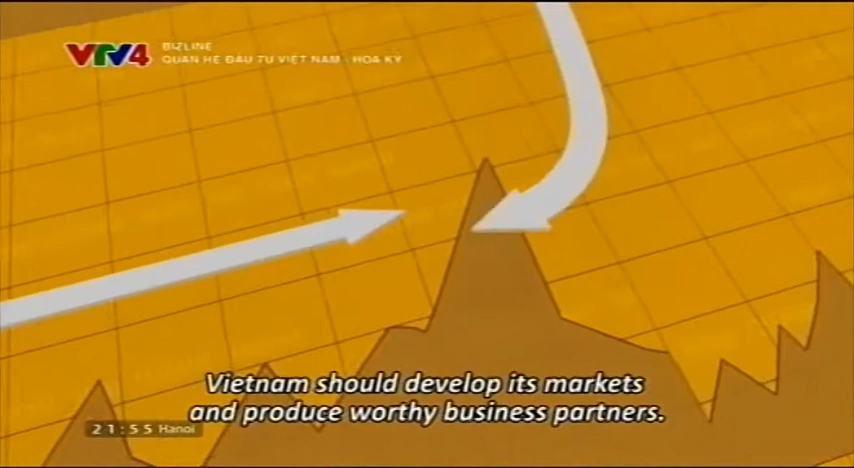 VTV4
BIZLINE
QUAN HỆ ĐẦU TƯ VIỆT NAM - HOA KỲ
Vietnam should develop its markets
and produce worthy business partners.
21:55 Hanoi